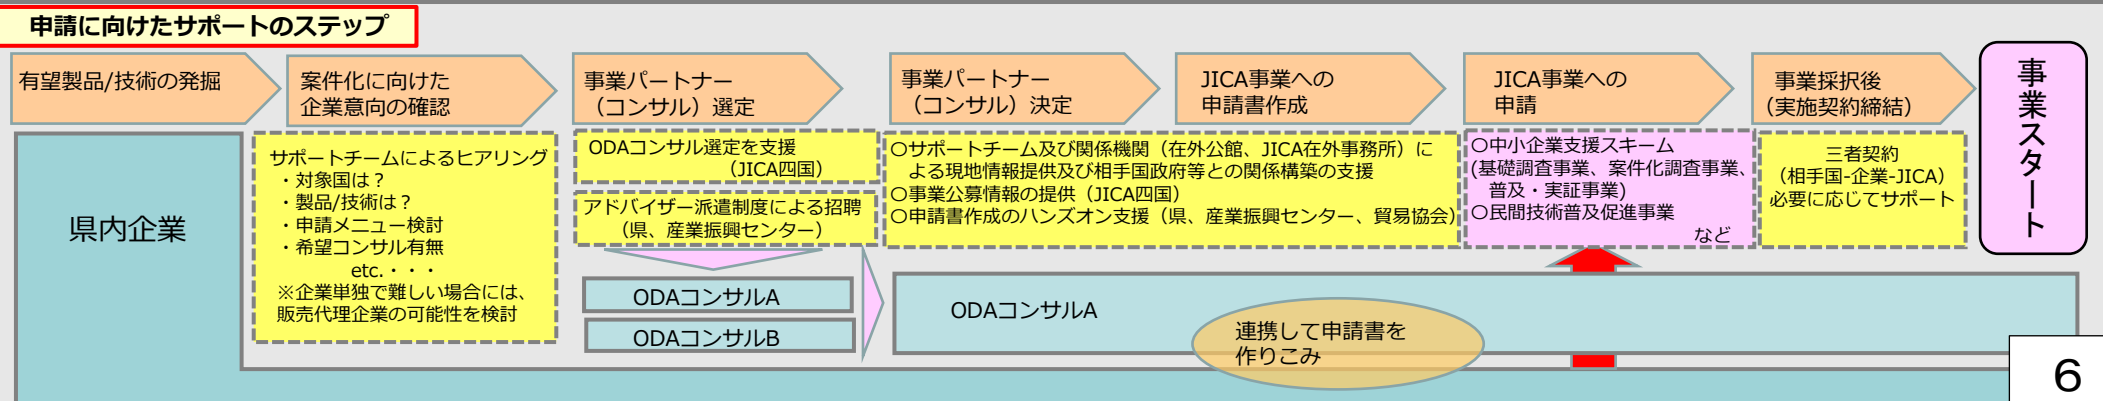 申請に向けたサポートのステップ
有望製品/技術の発掘
案件化に向けた
企業意向の確認
事業パートナー
（コンサル）選定
事業パートナー
（コンサル）決定
JICA事業への
申請書作成
JICA事業への
申請
事業採択後
（実施契約締結）
事業スタート
県内企業
サポートチームによるヒアリング
・対象国は？
・製品/技術は？
・申請メニュー検討
・希望コンサル有無
etc.・・・
※企業単独で難しい場合には、
販売代理企業の可能性を検討
ODAコンサル選定を支援
（JICA四国）
アドバイザー派遣制度による招聘
（県、産業振興センター）
ODAコンサルA
ODAコンサルB
〇サポートチーム及び関係機関（在外公館、JICA在外事務所）に
よる現地情報提供及び相手国政府等との関係構築の支援
〇事業公募情報の提供（JICA四国）
〇申請書作成のハンズオン支援（県、産業振興センター、貿易協会）
〇中小企業支援スキーム
(基礎調査事業、案件化調査事業、
普及・実証事業)
〇民間技術普及促進事業
など
三者契約
（相手国-企業-JICA）
必要に応じてサポート
ODAコンサルA
連携して申請書を
作りこみ
6